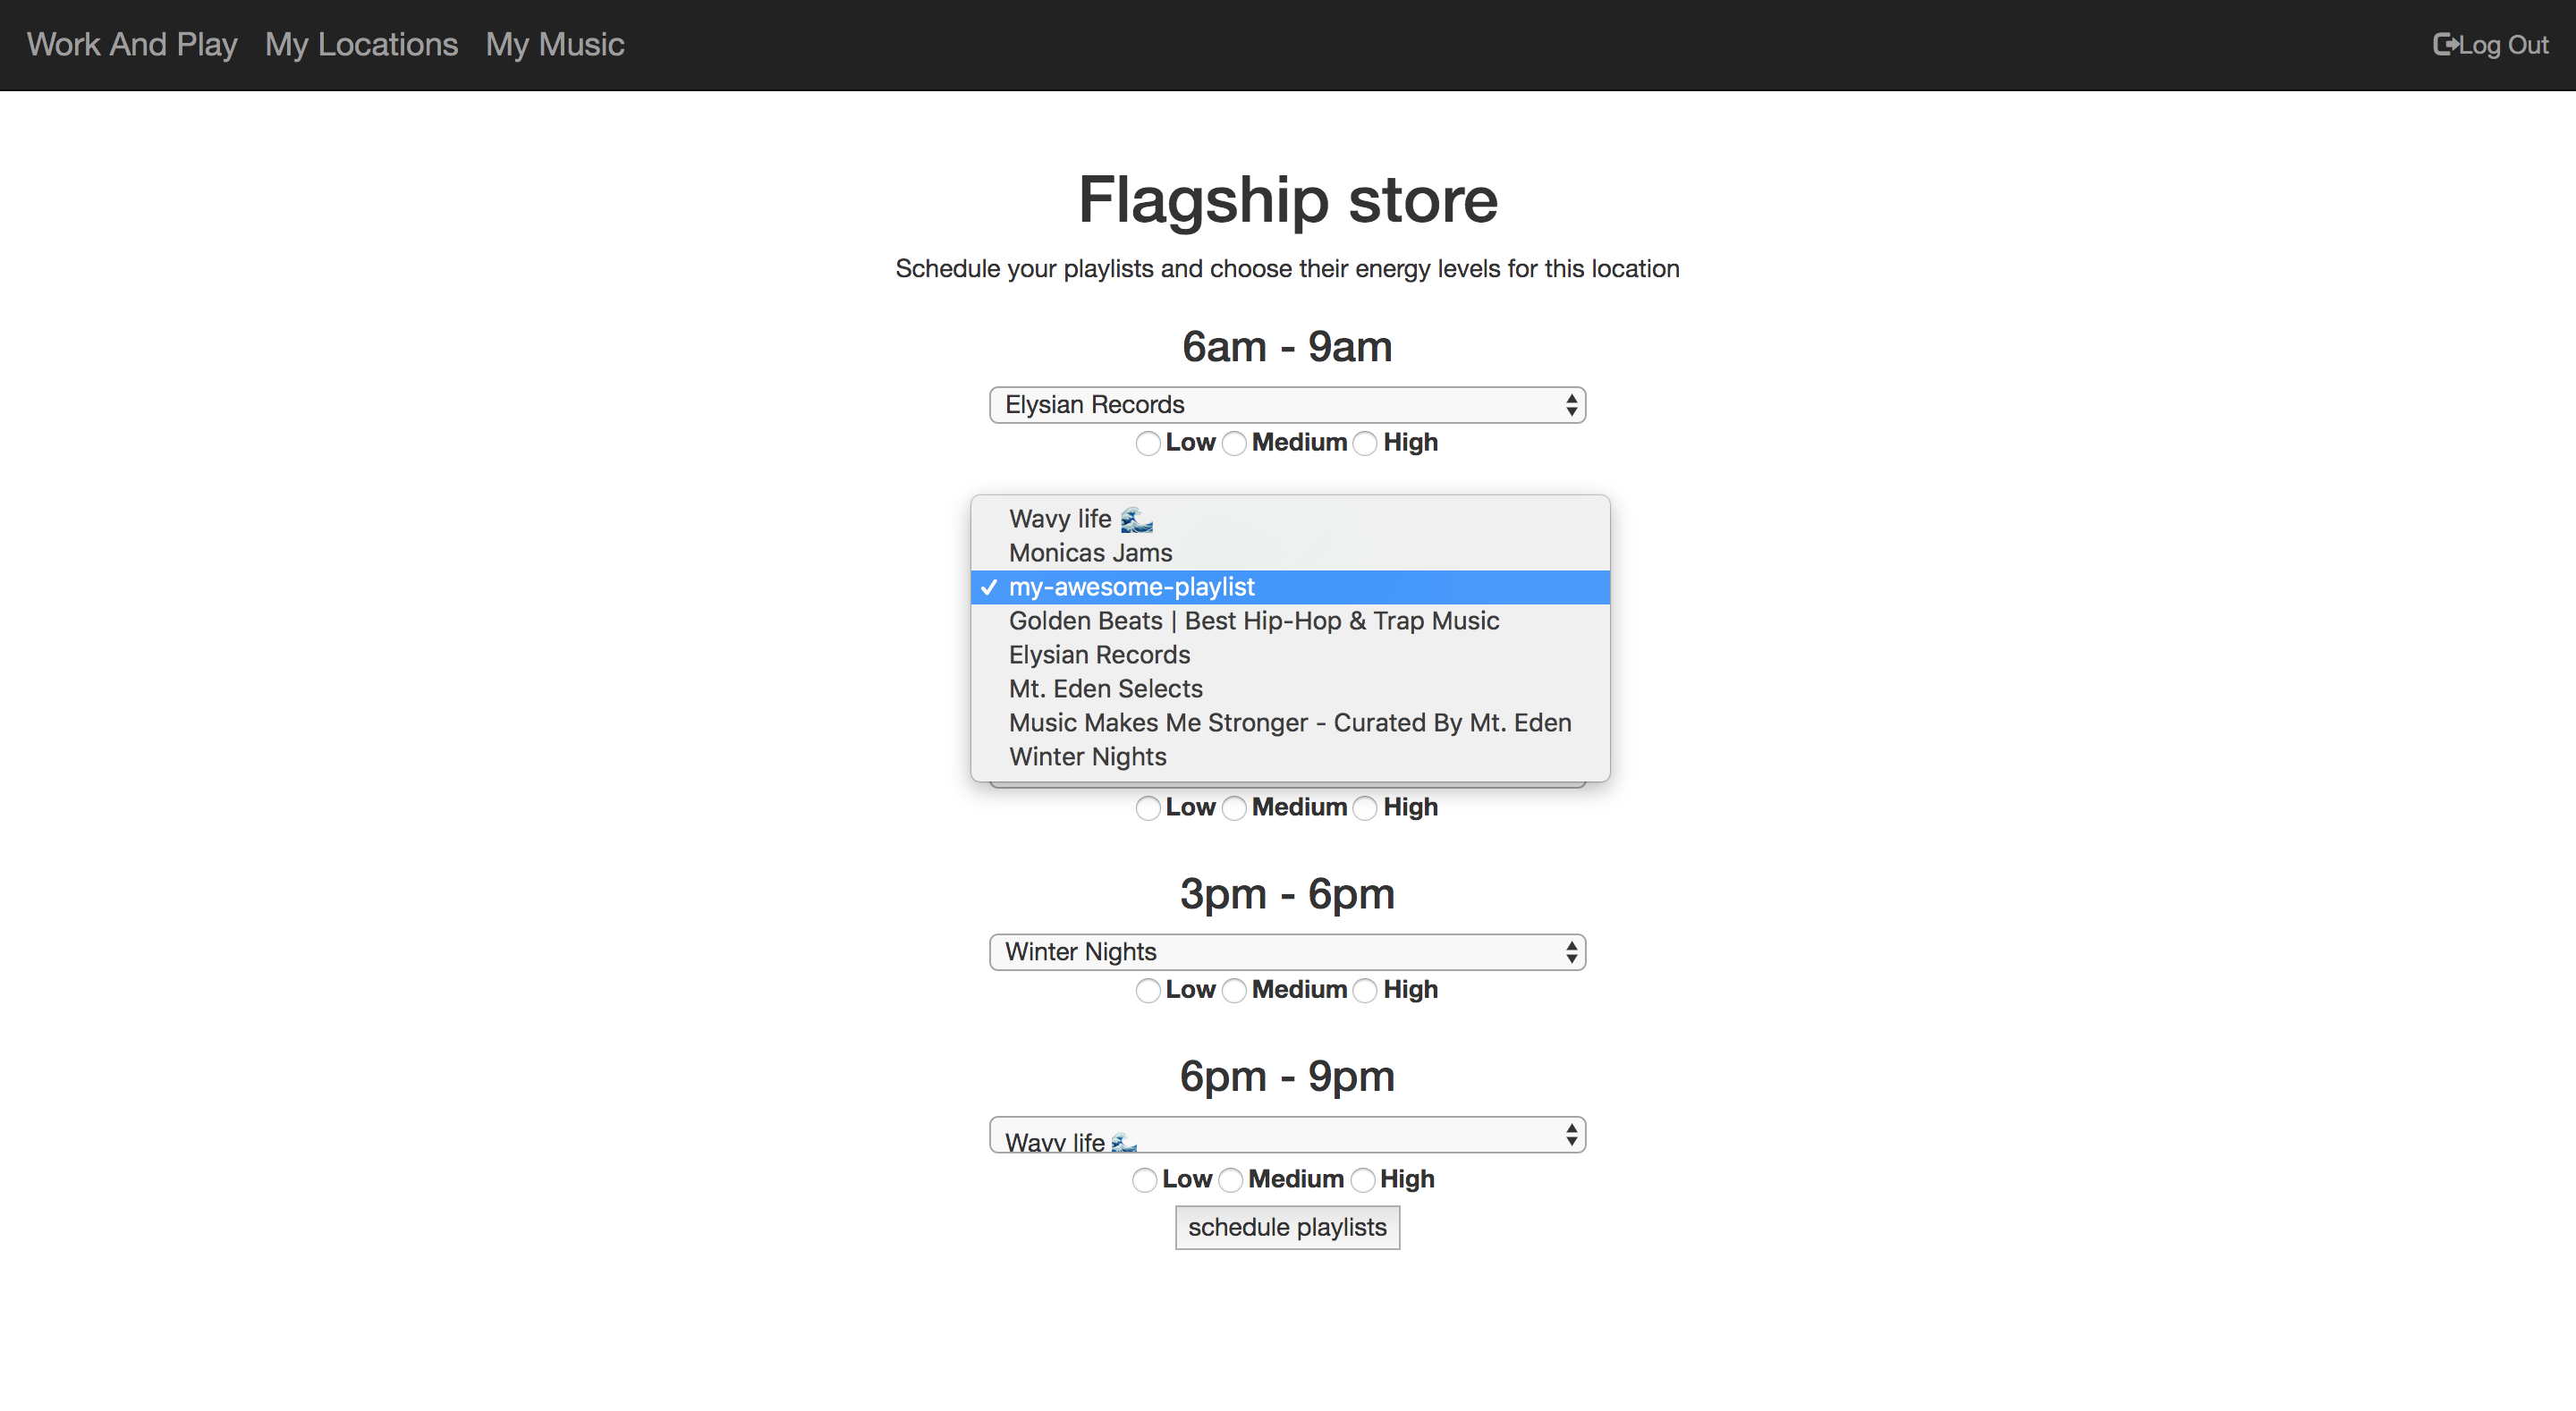 Work And Play My Locations My Music Log Out
Flagship store
Schedule your playlists and choose their energy levels for this location
6am - 9am
Elysian Records
Low Medium High
Wavy life 🌊
Monicas Jams
✓ my-awesome-playlist
Golden Beats | Best Hip-Hop & Trap Music
Elysian Records
Mt. Eden Selects
Music Makes Me Stronger - Curated By Mt. Eden
Winter Nights
Low Medium High
3pm - 6pm
Winter Nights
Low Medium High
6pm - 9pm
Wavy life 🌊
Low Medium High
schedule playlists